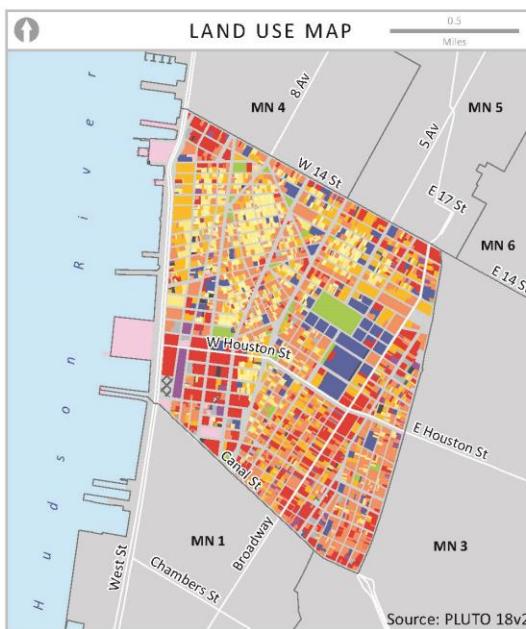 LAND USE MAP
0.5
Miles
Hudson River
8 Av
MN 4
MN 5
5 Av
W 14 St
E 17 St
MN 6
E 14 St
W Houston St
E Houston St
Canal St
MN 1
Broadway
MN 3
West St
Chambers St
Source: PLUTO 18v2